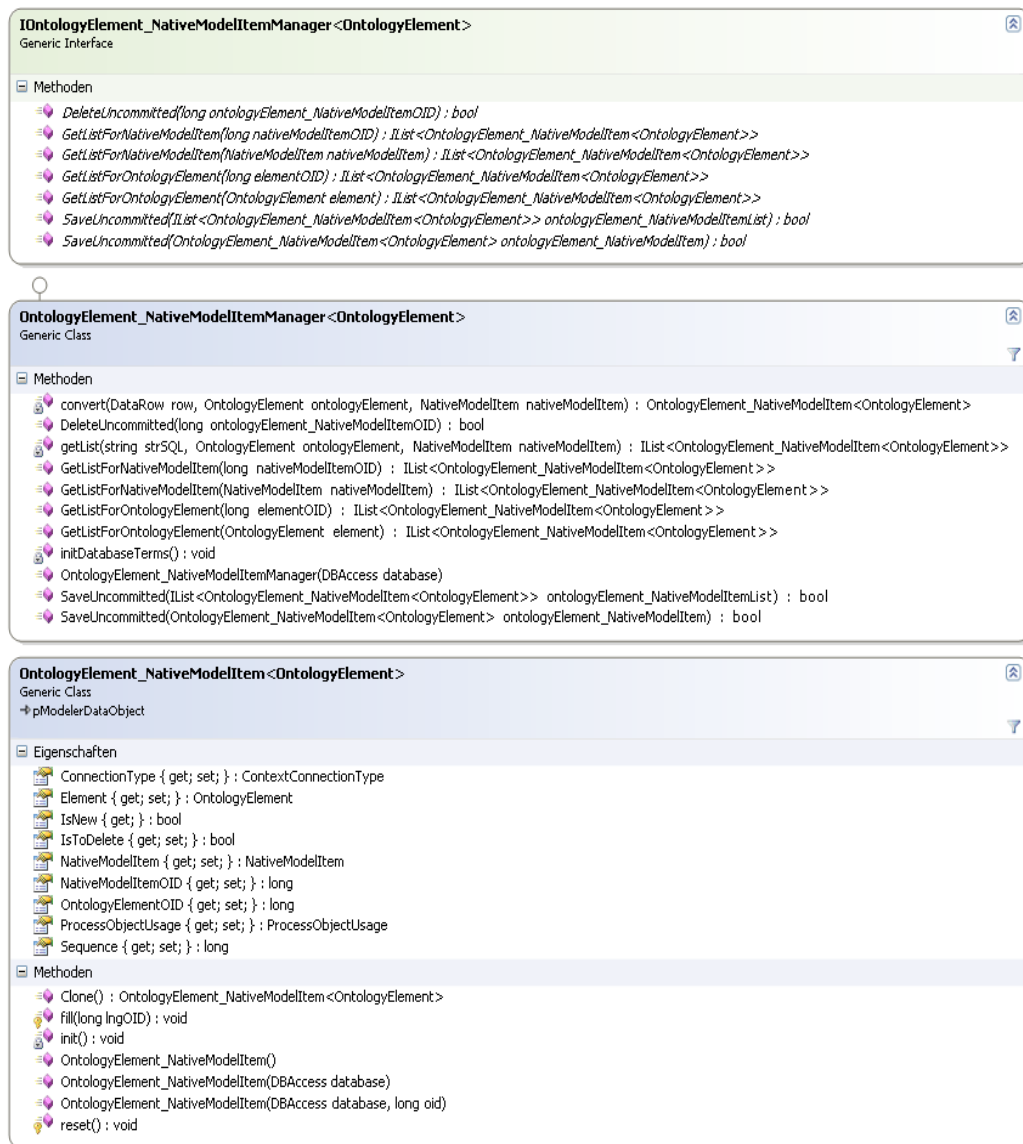 IOntologyElement_NativeModelItemManager<OntologyElement>
Generic Interface
Methoden
DeleteUncommitted(long ontologyElement_NativeModelItemOID) : bool
GetListForNativeModelItem(long nativeModelItemOID) : IList<OntologyElement_NativeModelItem<OntologyElement>>
GetListForNativeModelItem(NativeModelItem nativeModelItem) : IList<OntologyElement_NativeModelItem<OntologyElement>>
GetListForOntologyElement(long elementOID) : IList<OntologyElement_NativeModelItem<OntologyElement>>
GetListForOntologyElement(OntologyElement element) : IList<OntologyElement_NativeModelItem<OntologyElement>>
SaveUncommitted(IList<OntologyElement_NativeModelItem<OntologyElement>> ontologyElement_NativeModelItemList) : bool
SaveUncommitted(OntologyElement_NativeModelItem<OntologyElement> ontologyElement_NativeModelItem) : bool
OntologyElement_NativeModelItemManager<OntologyElement>
Generic Class
Methoden
convert(DataRow row, OntologyElement ontologyElement, NativeModelItem nativeModelItem) : OntologyElement_NativeModelItem<OntologyElement>
DeleteUncommitted(long ontologyElement_NativeModelItemOID) : bool
getList(string strSQL, OntologyElement ontologyElement, NativeModelItem nativeModelItem) : IList<OntologyElement_NativeModelItem<OntologyElement>>
GetListForNativeModelItem(long nativeModelItemOID) : IList<OntologyElement_NativeModelItem<OntologyElement>>
GetListForNativeModelItem(NativeModelItem nativeModelItem) : IList<OntologyElement_NativeModelItem<OntologyElement>>
GetListForOntologyElement(long elementOID) : IList<OntologyElement_NativeModelItem<OntologyElement>>
GetListForOntologyElement(OntologyElement element) : IList<OntologyElement_NativeModelItem<OntologyElement>>
initDatabaseTerms() : void
OntologyElement_NativeModelItemManager(DBAccess database)
SaveUncommitted(IList<OntologyElement_NativeModelItem<OntologyElement>> ontologyElement_NativeModelItemList) : bool
SaveUncommitted(OntologyElement_NativeModelItem<OntologyElement> ontologyElement_NativeModelItem) : bool
OntologyElement_NativeModelItem<OntologyElement>
Generic Class
pModelerDataObject
Eigenschaften
ConnectionType { get; set; } : ContextConnectionType
Element { get; set; } : OntologyElement
IsNew { get; } : bool
IsToDelete { get; set; } : bool
NativeModelItem { get; set; } : NativeModelItem
NativeModelItemOID { get; set; } : long
OntologyElementOID { get; set; } : long
ProcessObjectUsage { get; set; } : ProcessObjectUsage
Sequence { get; set; } : long
Methoden
Clone() : OntologyElement_NativeModelItem<OntologyElement>
fill(long lngOID) : void
init() : void
OntologyElement_NativeModelItem()
OntologyElement_NativeModelItem(DBAccess database)
OntologyElement_NativeModelItem(DBAccess database, long oid)
reset() : void